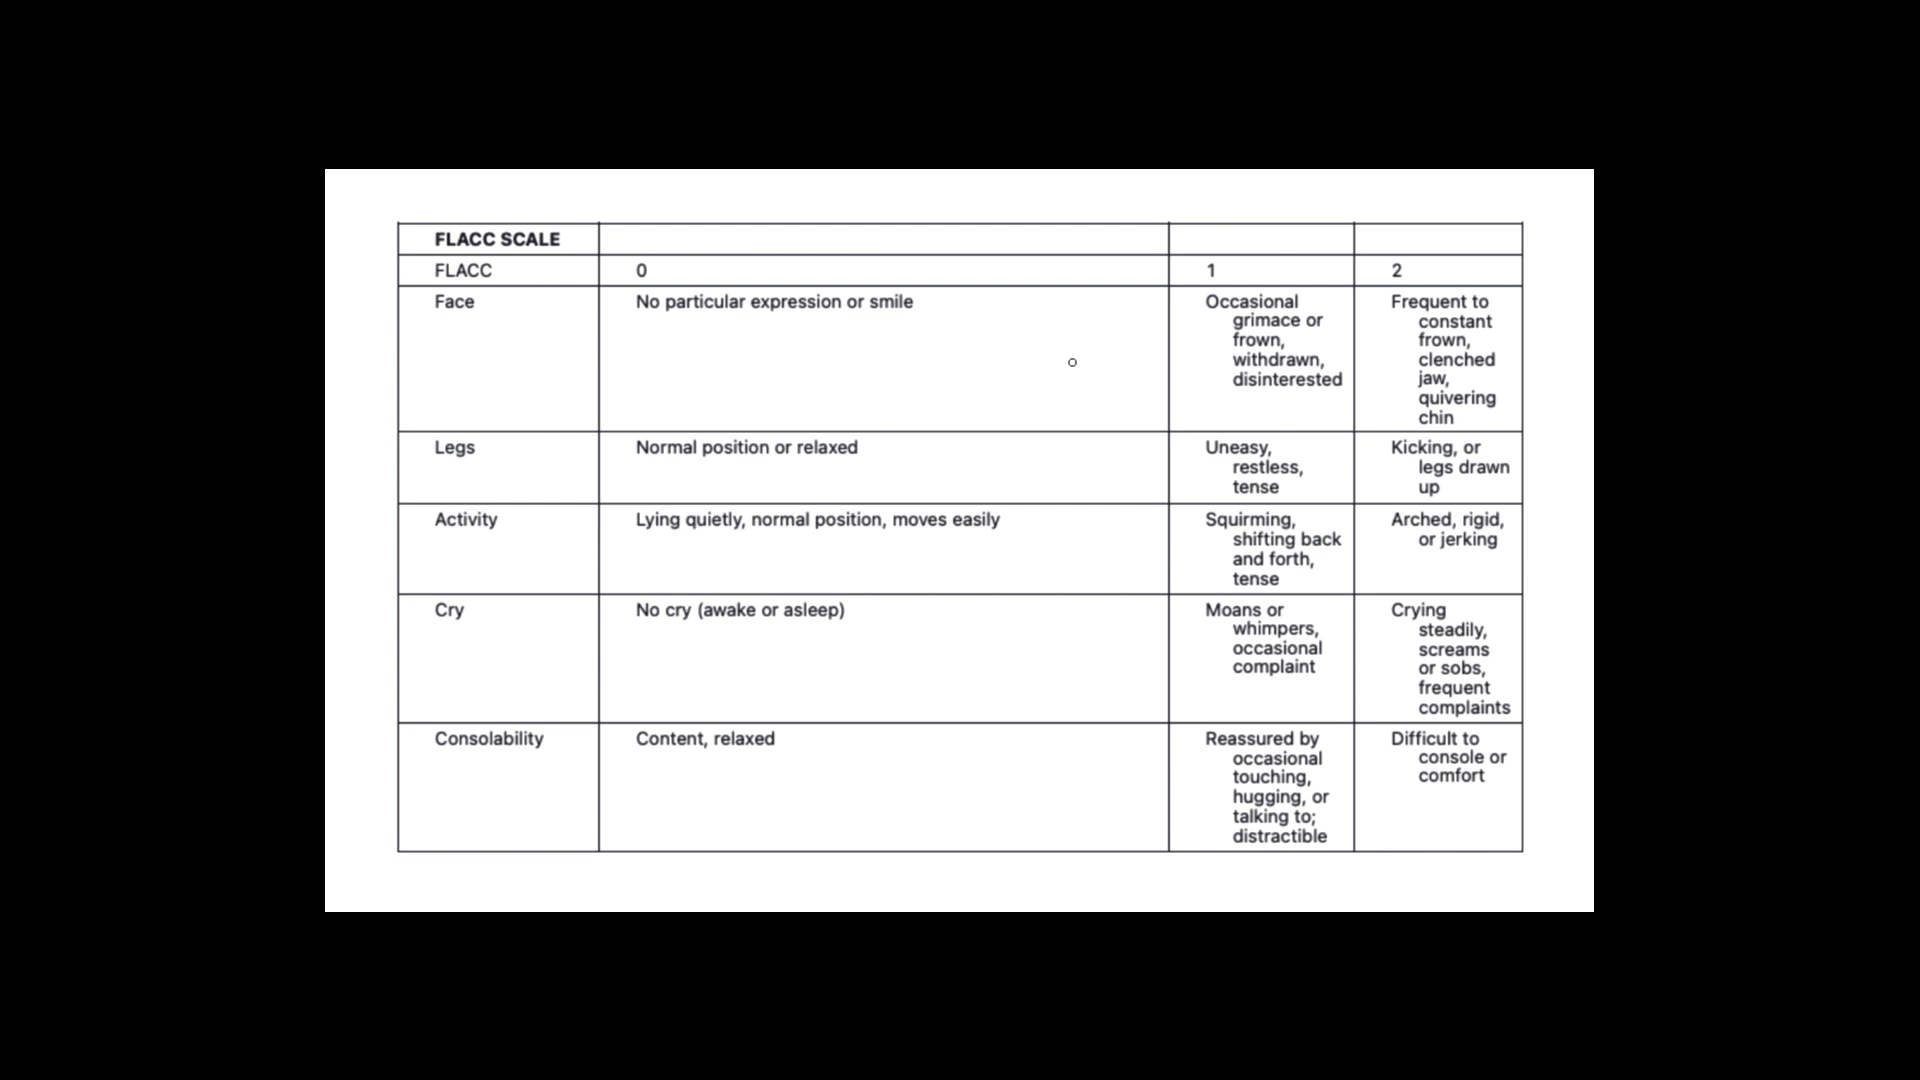 FLACC SCALE
FLACC 0 1 2
Face No particular expression or smile Occasional Frequent to
grimace or constant
frown, frown,
withdrawn, clenched
disinterested jaw,
quivering
chin
Legs Normal position or relaxed Uneasy, Kicking, or
restless, legs drawn
tense up
Activity Lying quietly, normal position, moves easily Squirming, Arched, rigid,
shifting back or jerking
and forth,
tense
Cry No cry (awake or asleep) Moans or Crying
whimpers, steadily,
occasional screams
complaint or sobs,
frequent
complaints
Consolability Content, relaxed Reassured by Difficult to
occasional console or
touching, comfort
hugging, or
talking to;
distractible